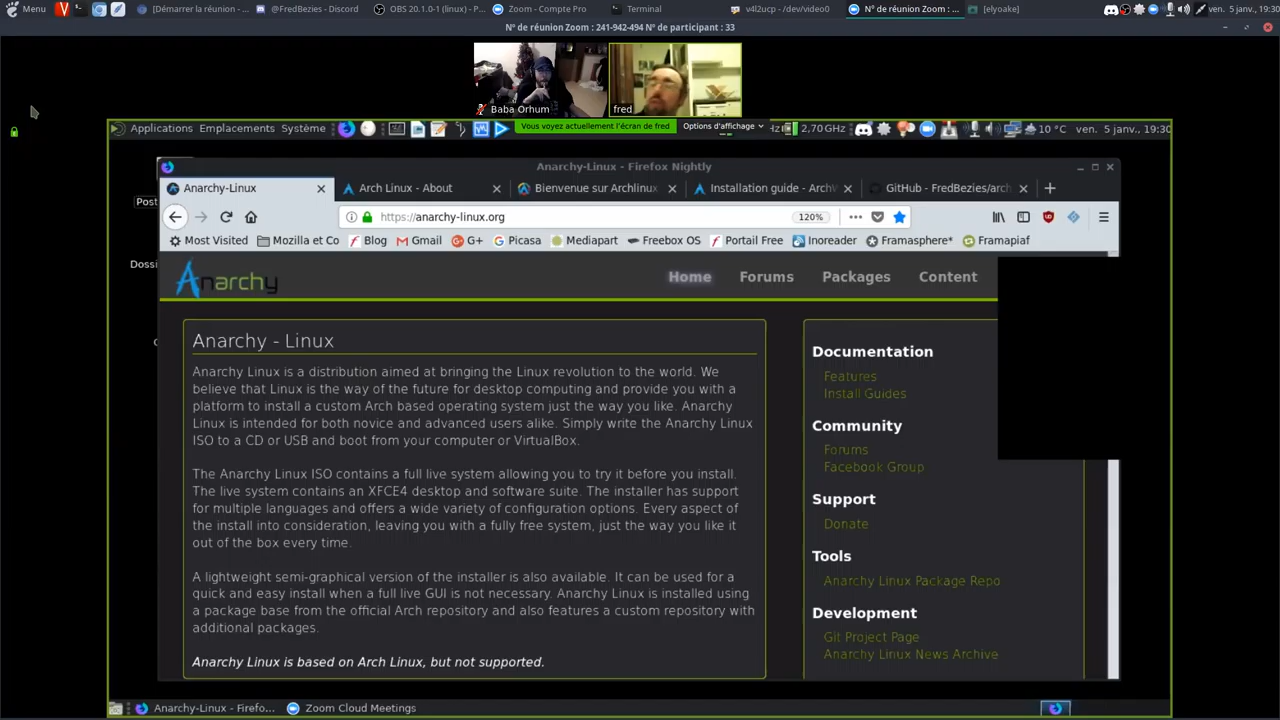 Menu
[Démarrer la réunion -...
@FredBezies - Discord
OBS 20.1.0-1 (linux) - P...
Zoom - Compte Pro
Terminal
v4l2ucp - /dev/video0
N° de réunion Zoom : ...
[elyoake]
ven. 5 janv., 19:30
N° de réunion Zoom : 241-942-494 N° de participant : 33
Baba Orhum
fred
Applications Emplacements Système
Vous voyez actuellement l'écran de fred
Options d'affichage
Hz
2,70GHz
10 °C
ven. 5 janv., 19:30
Anarchy-Linux - Firefox Nightly
Anarchy-Linux
Arch Linux - About
Bienvenue sur Archlinux
Installation guide - ArchW
GitHub - FredBezies/arch
https://anarchy-linux.org
120%
Most Visited
Mozilla et Co
Blog
Gmail
G+
Picasa
Mediapart
Freebox OS
Portail Free
Inoreader
Framasphere*
Framapiaf
Post
Dossi
Anarchy
Home Forums Packages Content
Anarchy - Linux
Anarchy Linux is a distribution aimed at bringing the Linux revolution to the world. We
believe that Linux is the way of the future for desktop computing and provide you with a
platform to install a custom Arch based operating system just the way you like. Anarchy
Linux is intended for both novice and advanced users alike. Simply write the Anarchy Linux
ISO to a CD or USB and boot from your computer or VirtualBox.
The Anarchy Linux ISO contains a full live system allowing you to try it before you install.
The live system contains an XFCE4 desktop and software suite. The installer has support
for multiple languages and offers a wide variety of configuration options. Every aspect of
the install into consideration, leaving you with a fully free system, just the way you like it
out of the box every time.
A lightweight semi-graphical version of the installer is also available. It can be used for a
quick and easy install when a full live GUI is not necessary. Anarchy Linux is installed using
a package base from the official Arch repository and also features a custom repository with
additional packages.
Anarchy Linux is based on Arch Linux, but not supported.
Documentation
Features
Install Guides
Community
Forums
Facebook Group
Support
Donate
Tools
Anarchy Linux Package Repo
Development
Git Project Page
Anarchy Linux News Archive
Anarchy-Linux - Firefo...
Zoom Cloud Meetings